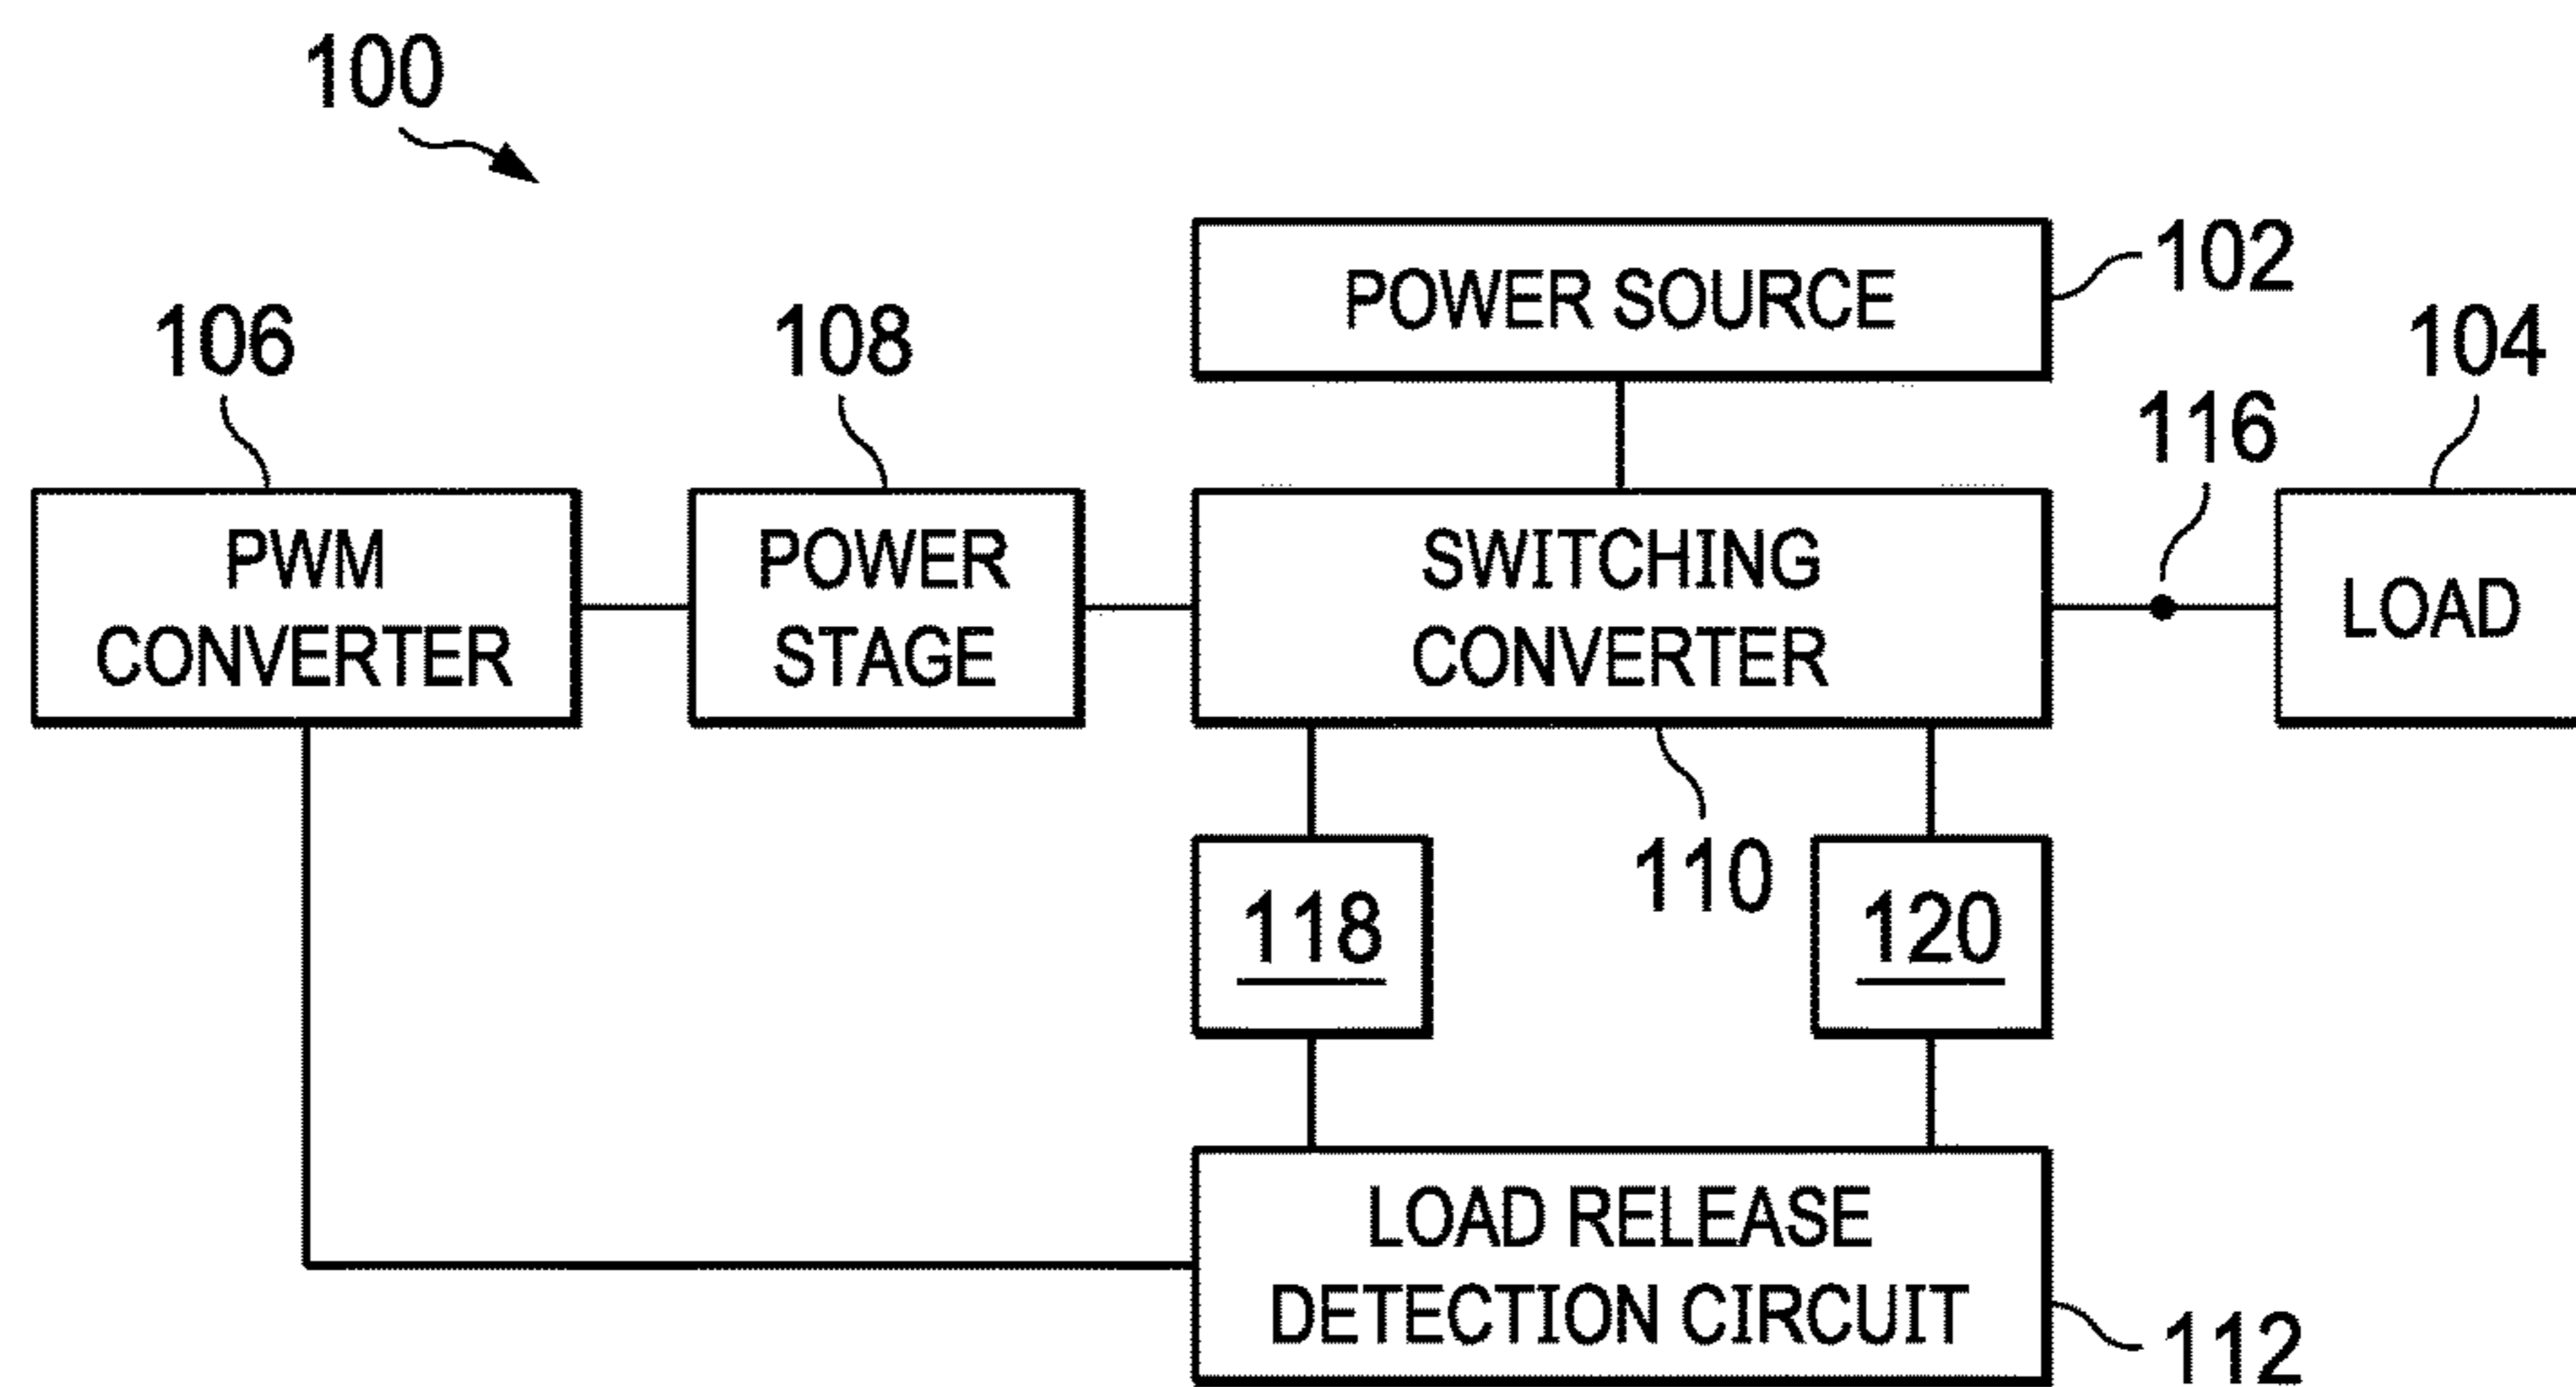 100
POWER SOURCE
102
106
108
104
116
PWM
CONVERTER
POWER
STAGE
SWITCHING
CONVERTER
LOAD
118
110
120
LOAD RELEASE
DETECTION CIRCUIT
112